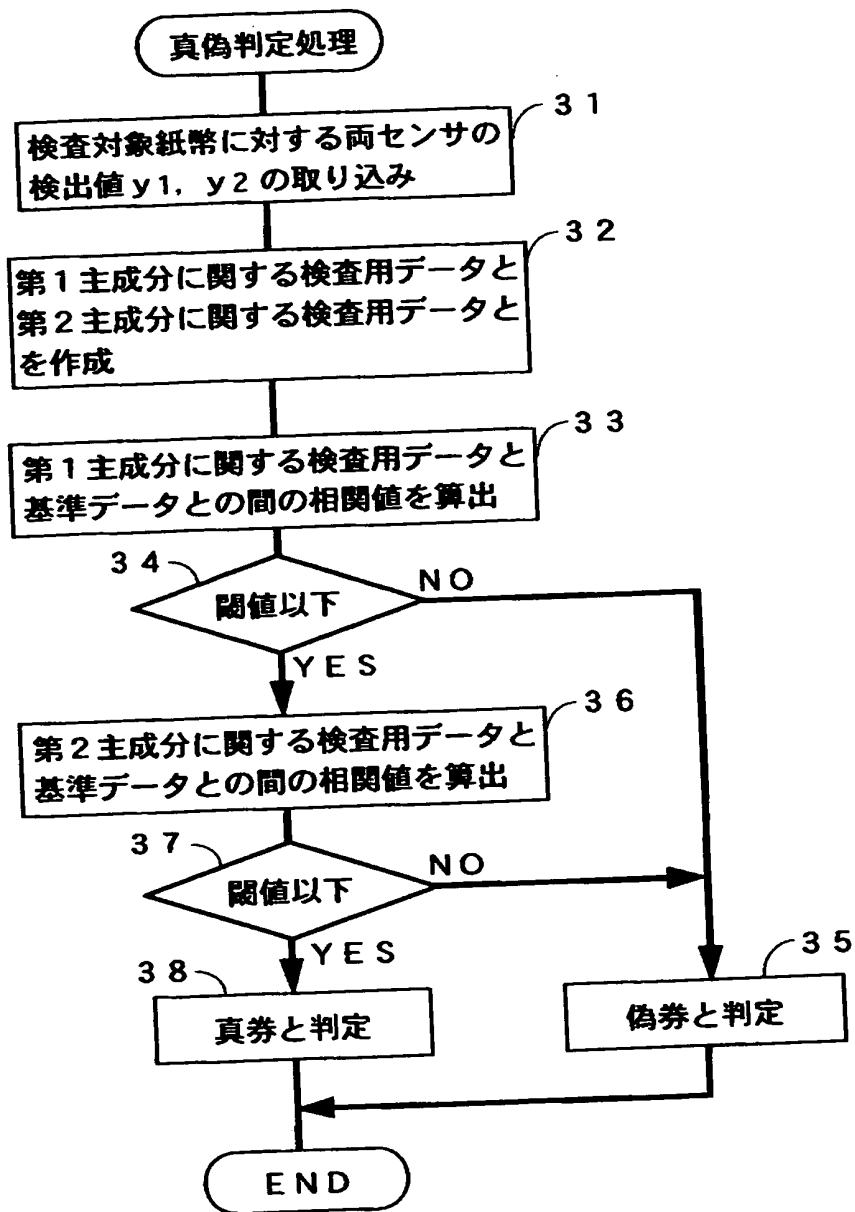 真偽判定処理
31
検査対象紙幣に対する両センサの
検出値y1,y2の取り込み
32
第1主成分に関する検査用データと
第2主成分に関する検査用データと
を作成
33
第1主成分に関する検査用データと
基準データとの間の相関値を算出
34
閾値以下
NO
YES
36
第2主成分に関する検査用データと
基準データとの間の相関値を算出
37
閾値以下
NO
YES
38
真券と判定
35
偽券と判定
END